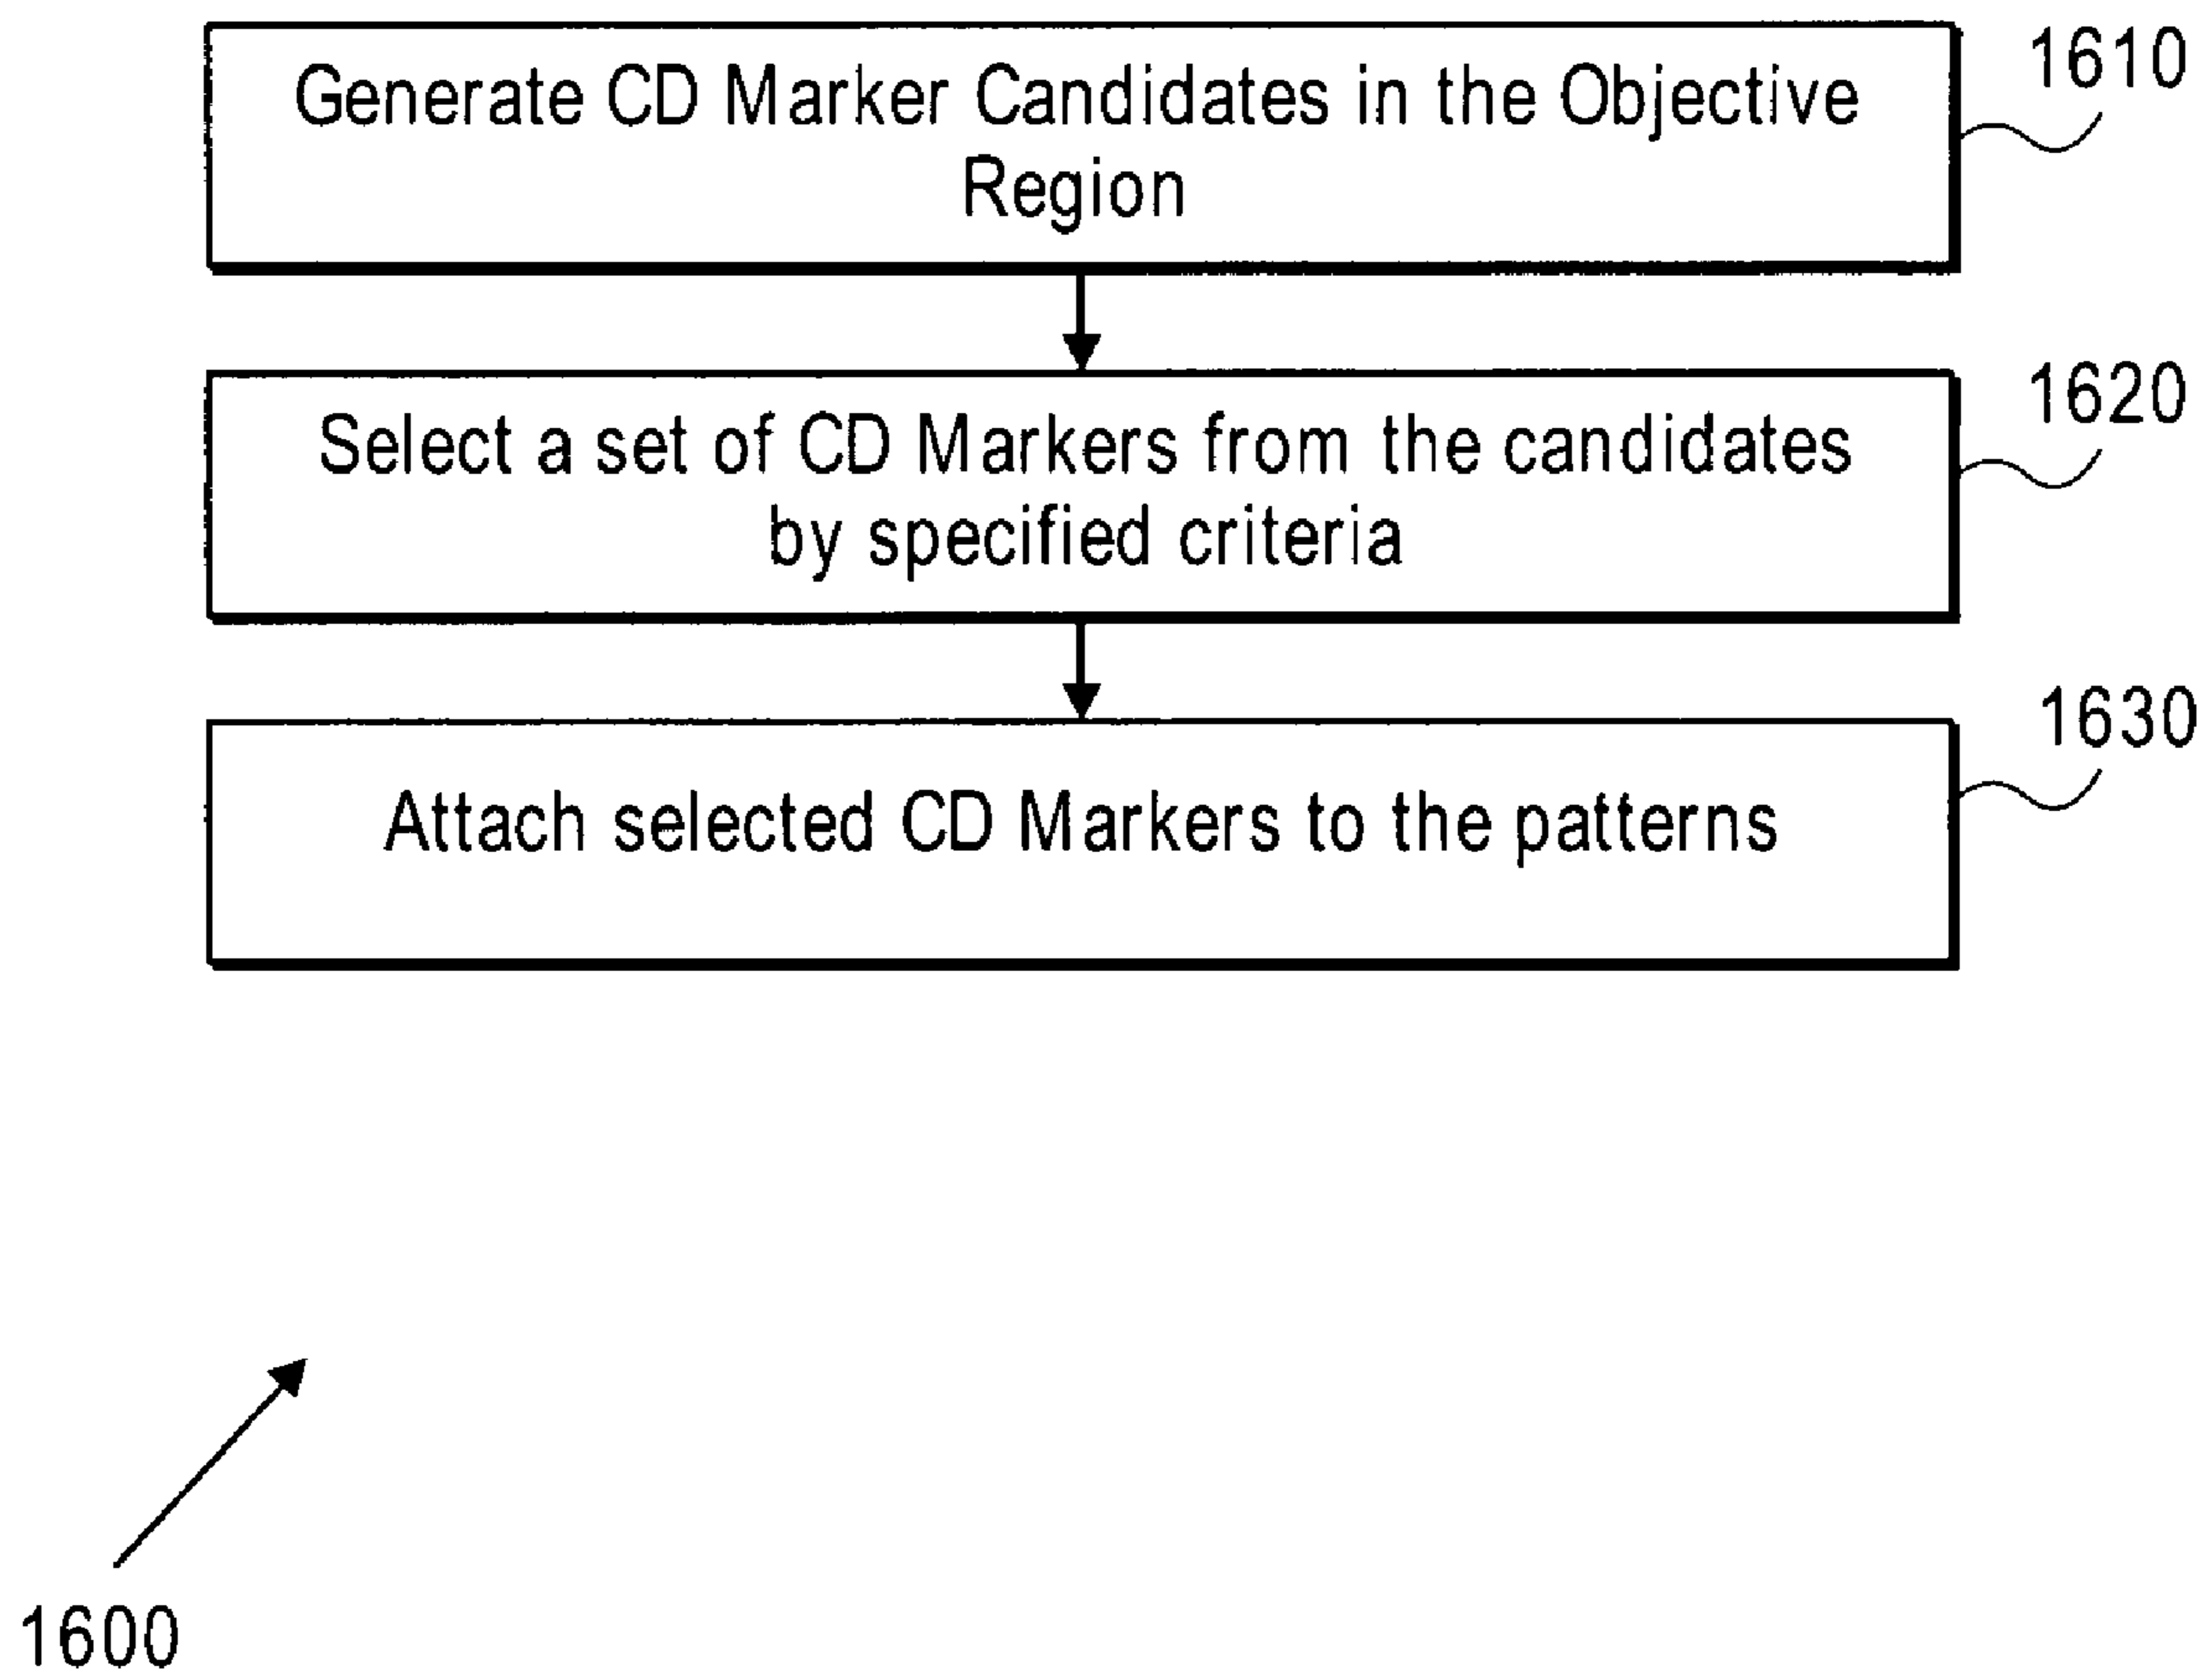 Generate CD Marker Candidates in the Objective
Region
1610
Select a set of CD Markers from the candidates
by specified criteria
1620
Attach selected CD Markers to the patterns
1630
1600